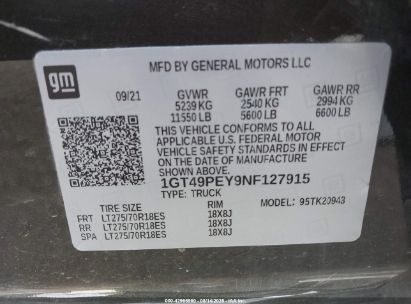 gm
MFD BY GENERAL MOTORS LLC
09/21
GVWR GAWR FRT GAWR RR
5239 KG 2540 KG 2994 KG
11550 LB 5600 LB 6600 LB
THIS VEHICLE CONFORMS TO ALL
APPLICABLE U.S. FEDERAL MOTOR
VEHICLE SAFETY STANDARDS IN EFFECT
ON THE DATE OF MANUFACTURE
SHOWN ABOVE.
1GT49PEY9NF127915
TYPE: TRUCK
MODEL: 95TK20943
TIRE SIZE RIM
FRT LT275/70R18ES 18X8J
RR LT275/70R18ES 18X8J
SPA LT275/70R18ES 18X8J